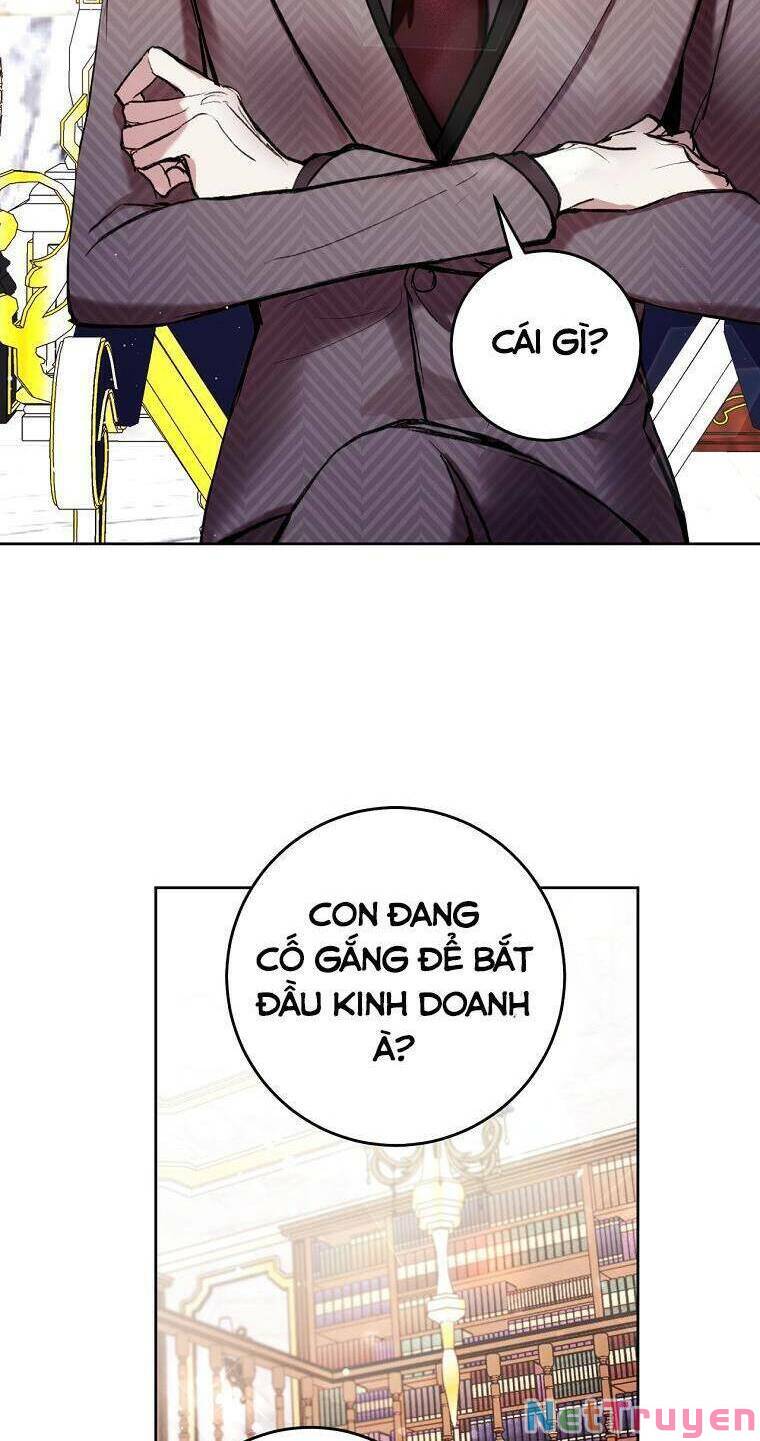 CÁI GÌ?
CON ĐANG
CỐ GẮNG ĐỂ BẮT
ĐẦU KINH DOANH
À?
NetTruyen